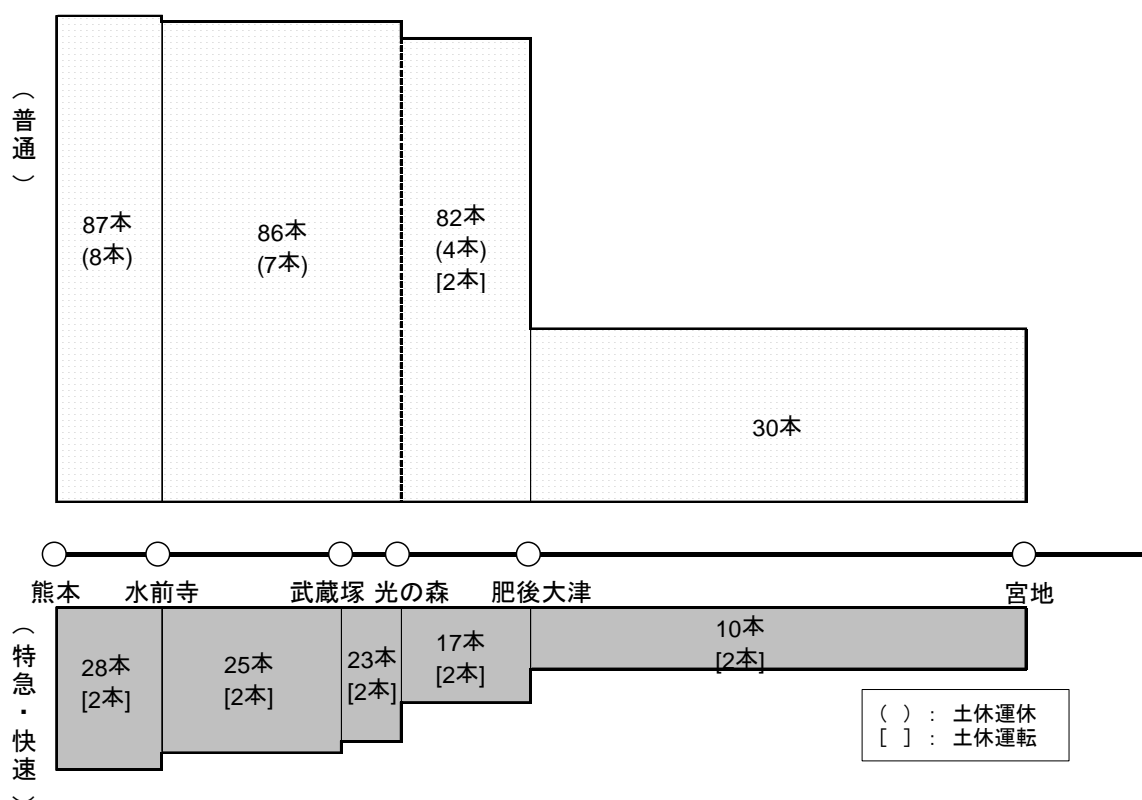 （普通）
87本
(8本)
86本
(7本)
82本
(4本)
[2本]
30本
熊本 水前寺 武蔵塚 光の森 肥後大津 宮地
（特急・快速）
28本
[2本]
25本
[2本]
23本
[2本]
17本
[2本]
10本
[2本]
( ) : 土休運休
[ ] : 土休運転